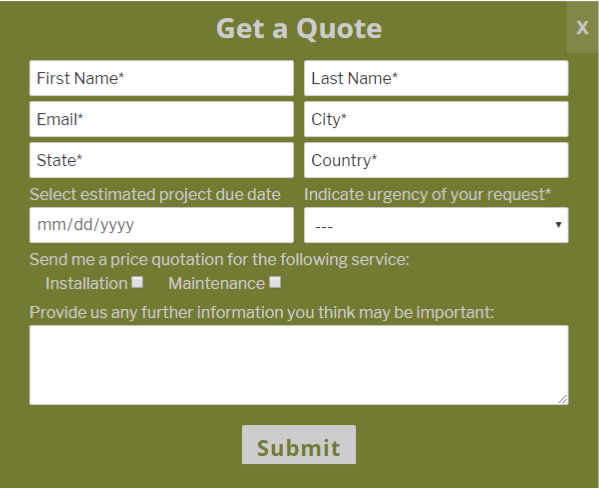 Get a Quote
X
First Name*
Last Name*
Email*
City*
State*
Country*
Select estimated project due date
Indicate urgency of your request*
mm/dd/yyyy
---
Send me a price quotation for the following service:
Installation
Maintenance
Provide us any further information you think may be important:
Submit